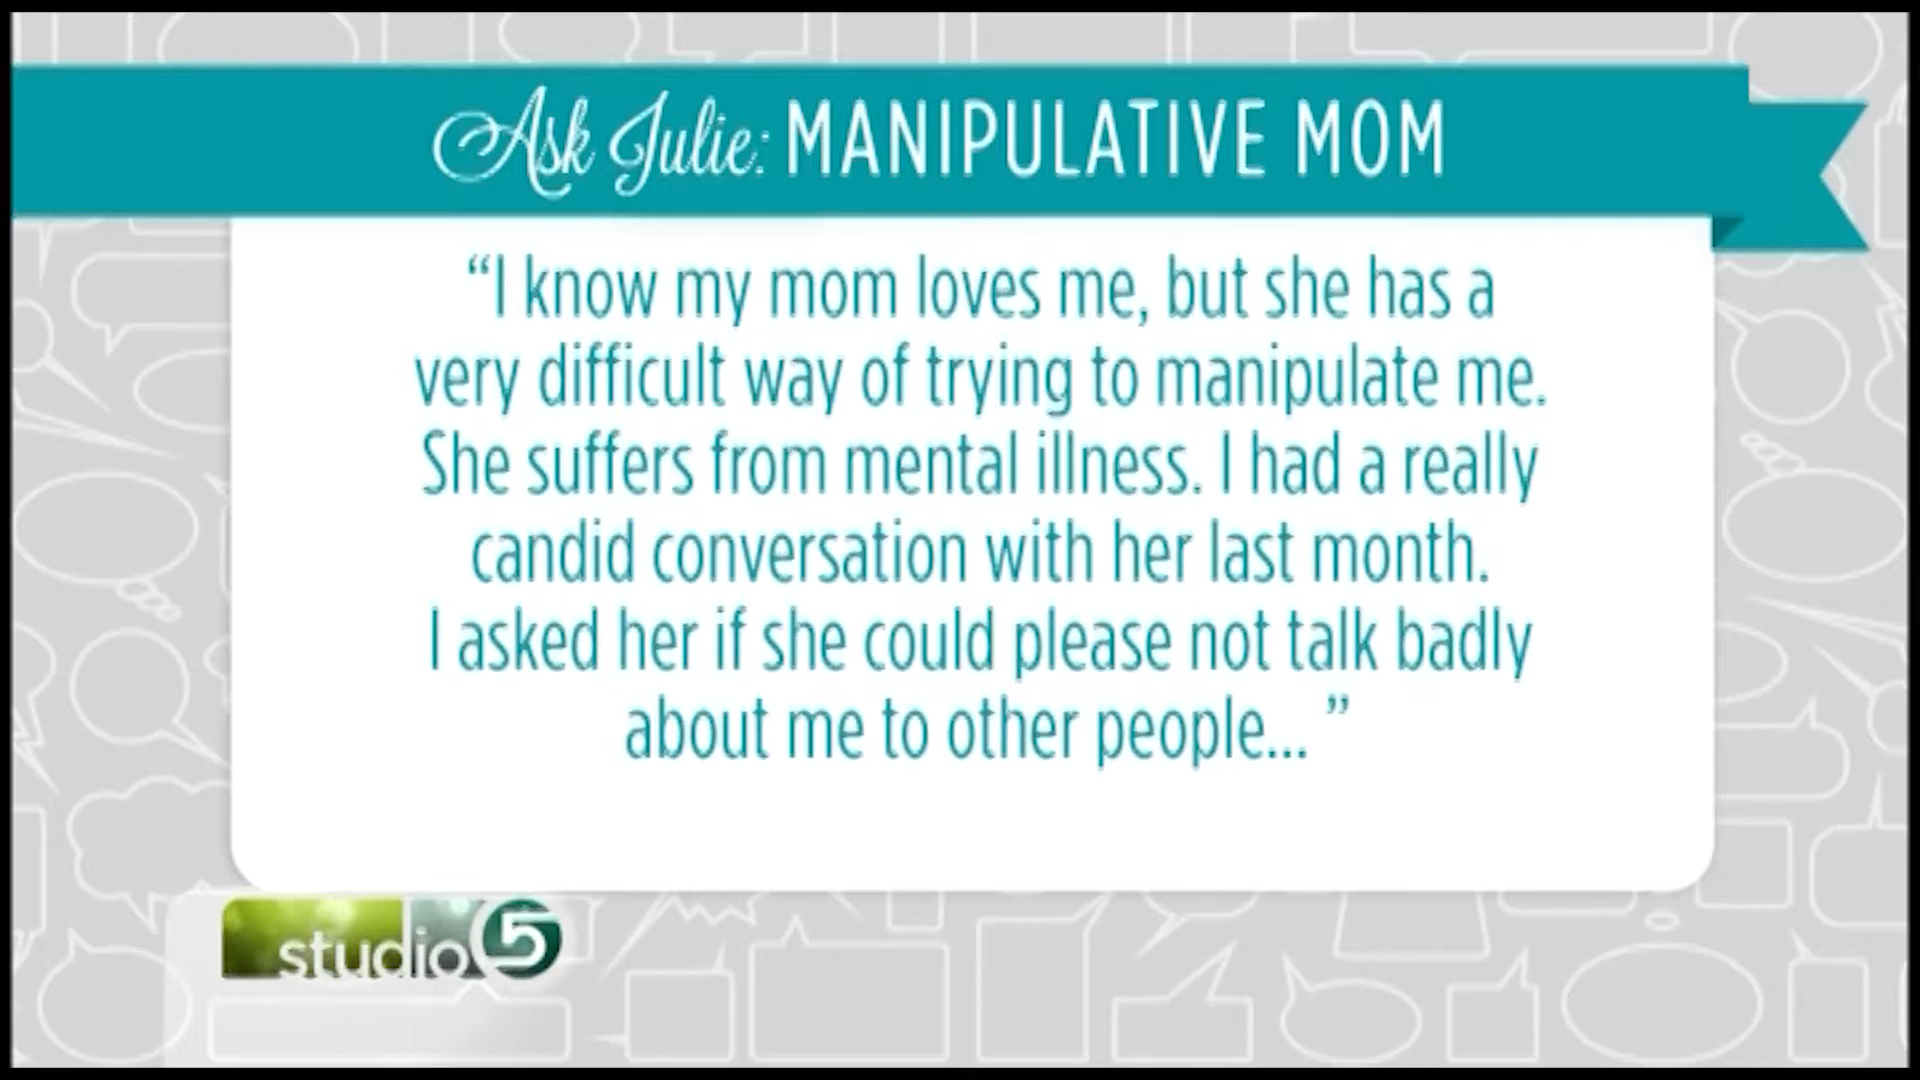 Ask Julie: MANIPULATIVE MOM
“I know my mom loves me, but she has a
very difficult way of trying to manipulate me.
She suffers from mental illness. I had a really
candid conversation with her last month.
I asked her if she could please not talk badly
about me to other people... ”
studio 5